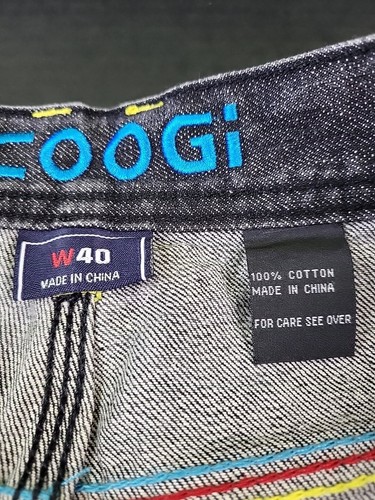 COOGi
W40
MADE IN CHINA
100% COTTON
MADE IN CHINA
FOR CARE SEE OVER